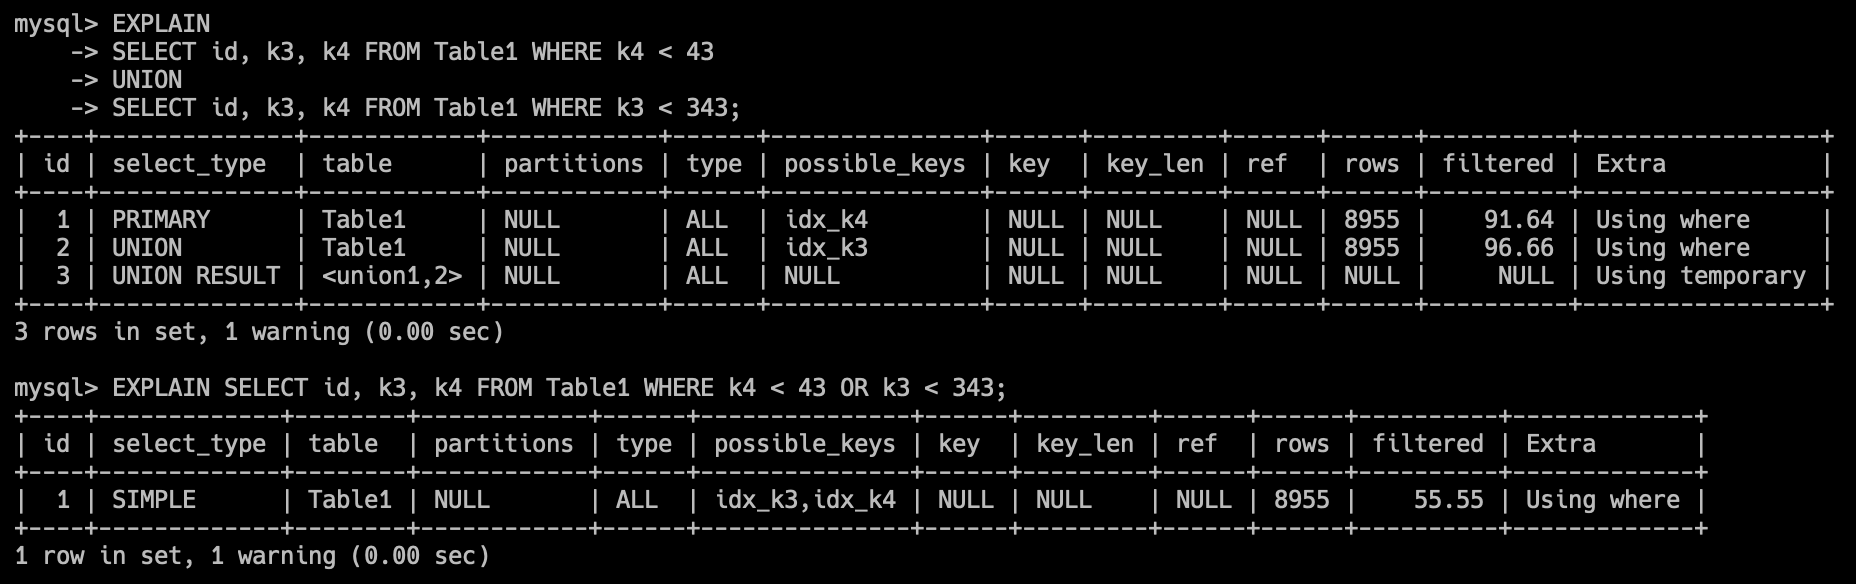 mysql> EXPLAIN
    -> SELECT id, k3, k4 FROM Table1 WHERE k4 < 43
    -> UNION
    -> SELECT id, k3, k4 FROM Table1 WHERE k3 < 343;
+----+--------------+------------+------------+------+---------------+------+---------+------+------+----------+-----------------+
| id | select_type  | table      | partitions | type | possible_keys | key  | key_len | ref  | rows | filtered | Extra           |
+----+--------------+------------+------------+------+---------------+------+---------+------+------+----------+-----------------+
|  1 | PRIMARY      | Table1     | NULL       | ALL  | idx_k4        | NULL | NULL    | NULL | 8955 |    91.64 | Using where     |
|  2 | UNION        | Table1     | NULL       | ALL  | idx_k3        | NULL | NULL    | NULL | 8955 |    96.66 | Using where     |
|  3 | UNION RESULT | <union1,2> | NULL       | ALL  | NULL          | NULL | NULL    | NULL | NULL |     NULL | Using temporary |
+----+--------------+------------+------------+------+---------------+------+---------+------+------+----------+-----------------+
3 rows in set, 1 warning (0.00 sec)

mysql> EXPLAIN SELECT id, k3, k4 FROM Table1 WHERE k4 < 43 OR k3 < 343;
+----+-------------+--------+------------+------+---------------+------+---------+------+------+----------+-------------+
| id | select_type | table  | partitions | type | possible_keys | key  | key_len | ref  | rows | filtered | Extra       |
+----+-------------+--------+------------+------+---------------+------+---------+------+------+----------+-------------+
|  1 | SIMPLE      | Table1 | NULL       | ALL  | idx_k3,idx_k4 | NULL | NULL    | NULL | 8955 |    55.55 | Using where |
+----+-------------+--------+------------+------+---------------+------+---------+------+------+----------+-------------+
1 row in set, 1 warning (0.00 sec)